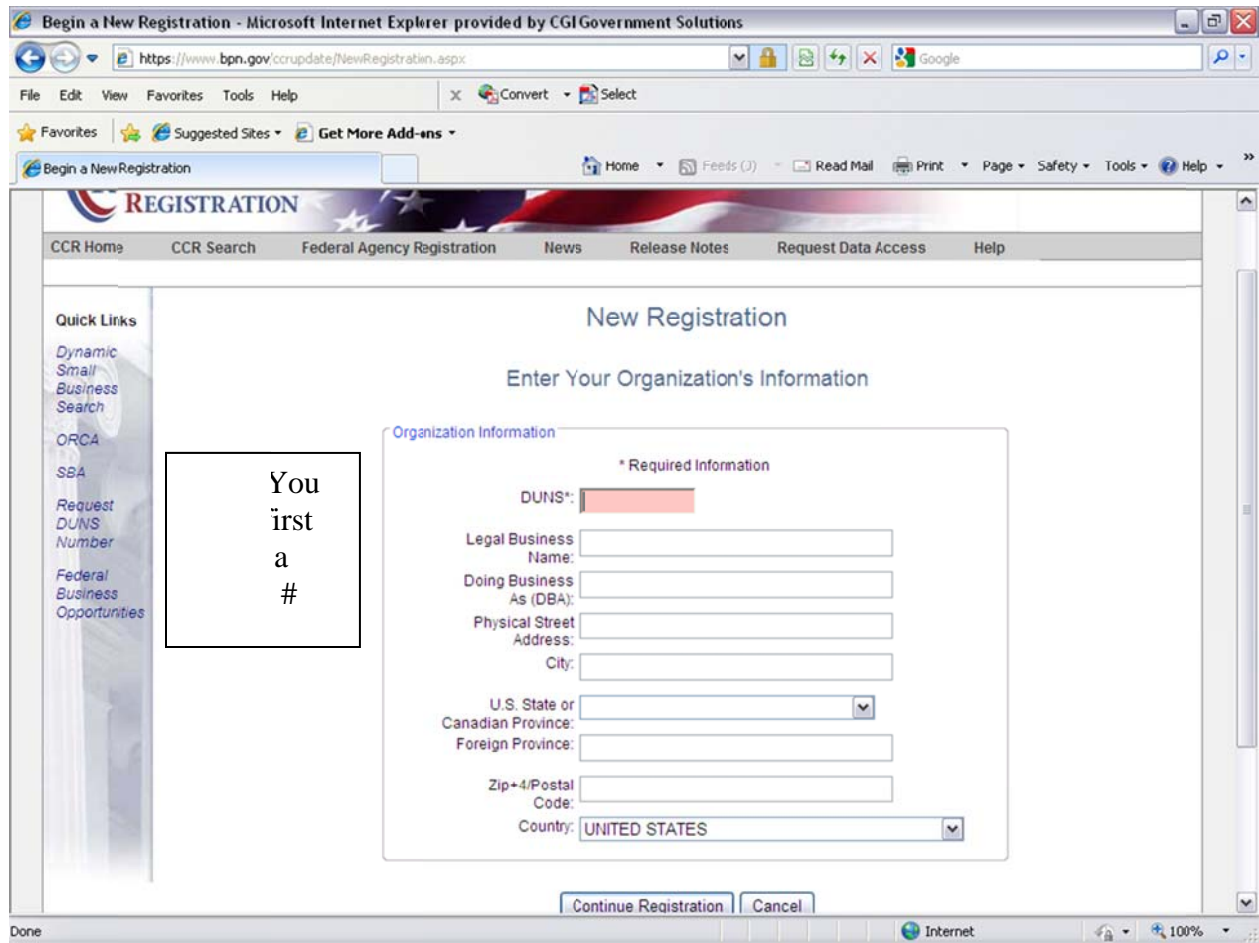 Begin a New Registration - Microsoft Internet Explorer provided by CGI Government Solutions
https://www.bpn.gov/ccrupdate/NewRegistration.aspx
Google
File Edit View Favorites Tools Help
x Convert Select
Favorites Suggested Sites Get More Add-ons
Begin a New Registration
Home Feeds (J) Read Mail Print Page Safety Tools Help »
REGISTRATION
CCR Home CCR Search Federal Agency Registration News Release Notes Request Data Access Help
Quick Links
Dynamic
Small
Business
Search
ORCA
SBA
Request
DUNS
Number
Federal
Business
Opportunities
You
first
a
#
New Registration
Enter Your Organization's Information
Organization Information
* Required Information
DUNS*:
Legal Business
Name:
Doing Business
As (DBA):
Physical Street
Address:
City:
U.S. State or
Canadian Province:
Foreign Province:
Zip+4/Postal
Code:
Country: UNITED STATES
Continue Registration Cancel
Done Internet 100%